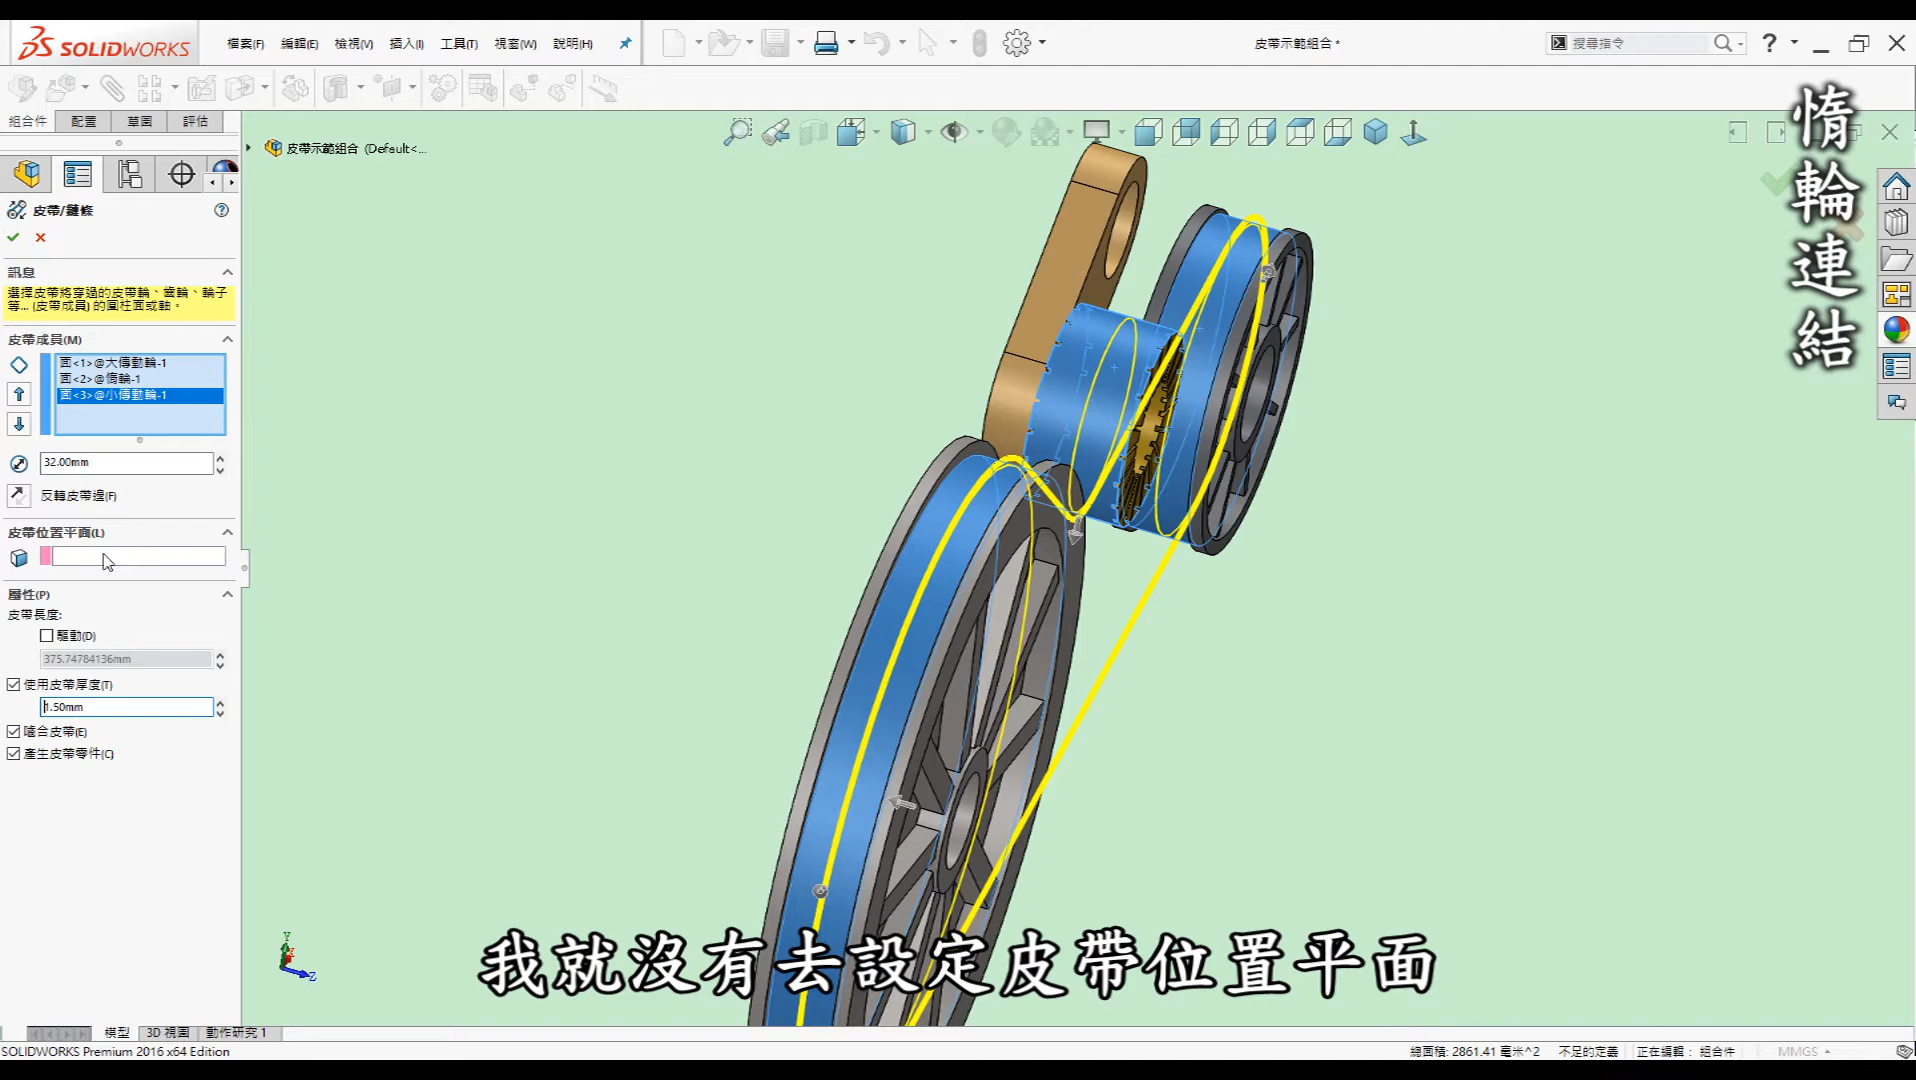 SOLIDWORKS
檔案(F)
編輯(E)
檢視(V)
插入(I)
工具(T)
視窗(W)
說明(H)
皮帶示範組合 *
搜尋指令
組合件
配置
草圖
評估
皮帶示範組合 (Default<...
皮帶/鏈條
訊息
選擇皮帶將穿過的皮帶輪、齒輪、輪子
等... (皮帶成員) 的圓柱面或軸。
皮帶成員(M)
面<1>@大傳動輪-1
面<2>@惰輪-1
面<3>@小傳動輪-1
32.00mm
反轉皮帶邊(F)
皮帶位置平面(L)
屬性(P)
皮帶長度:
驅動(D)
375.74784136mm
使用皮帶厚度(T)
1.50mm
嚙合皮帶(E)
產生皮帶零件(C)
惰輪連結
Y
Z
我就沒有去設定皮帶位置平面
模型
3D 視圖
動作研究 1
SOLIDWORKS Premium 2016 x64 Edition
總面積: 2861.41 毫米^2
不足的定義
正在編輯： 組合件
MMGS